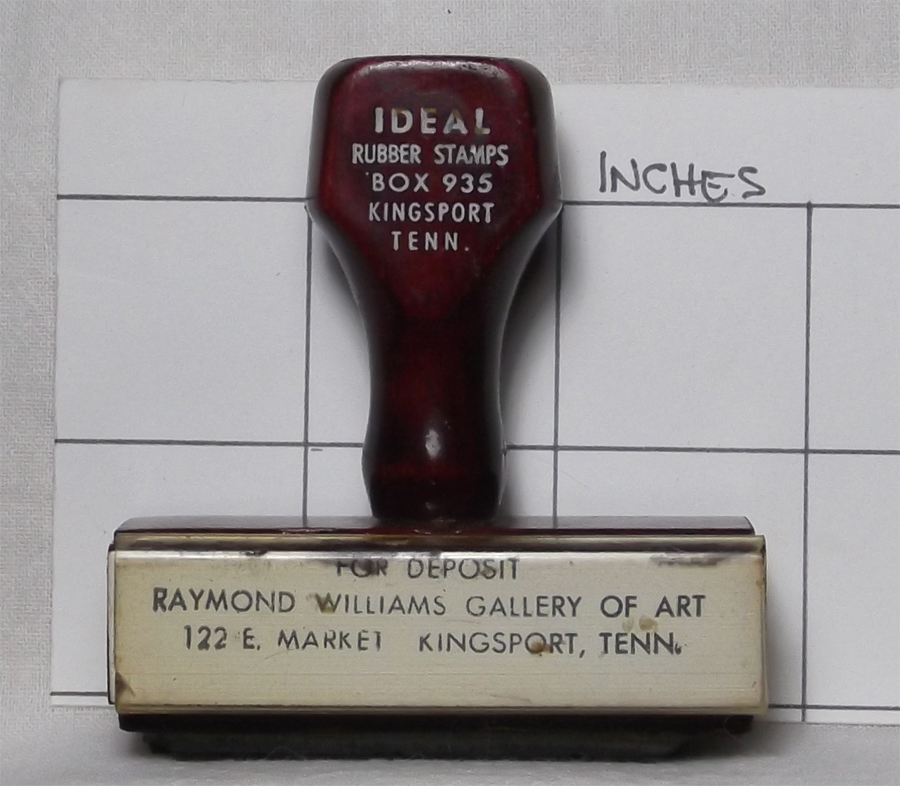 IDEAL
RUBBER STAMPS
BOX 935
KINGSPORT
TENN.
INCHES
FOR DEPOSIT
RAYMOND WILLIAMS GALLERY OF ART
122 E. MARKET KINGSPORT, TENN.